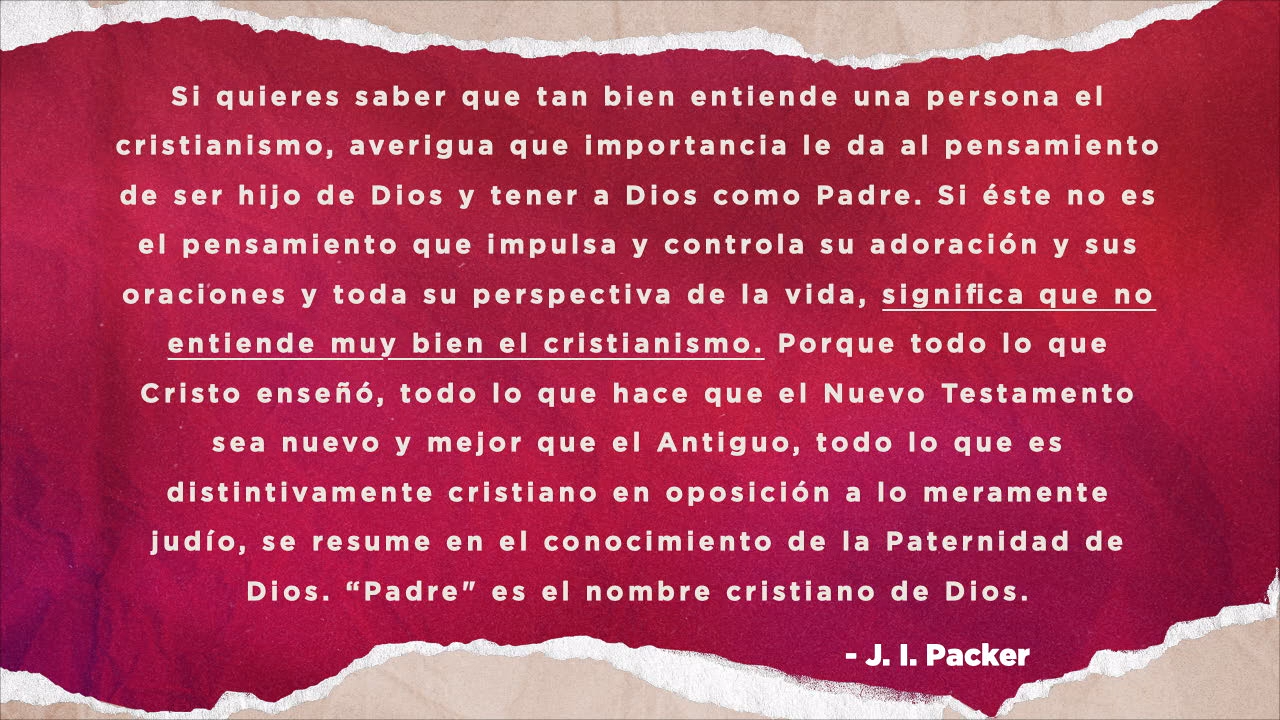 Si quieres saber que tan bien entiende una persona el
cristianismo, averigua que importancia le da al pensamiento
de ser hijo de Dios y tener a Dios como Padre. Si éste no es
el pensamiento que impulsa y controla su adoración y sus
oraciones y toda su perspectiva de la vida, significa que no
entiende muy bien el cristianismo. Porque todo lo que
Cristo enseñó, todo lo que hace que el Nuevo Testamento
sea nuevo y mejor que el Antiguo, todo lo que es
distintivamente cristiano en oposición a lo meramente
judío, se resume en el conocimiento de la Paternidad de
Dios. “Padre" es el nombre cristiano de Dios.
- J. I. Packer